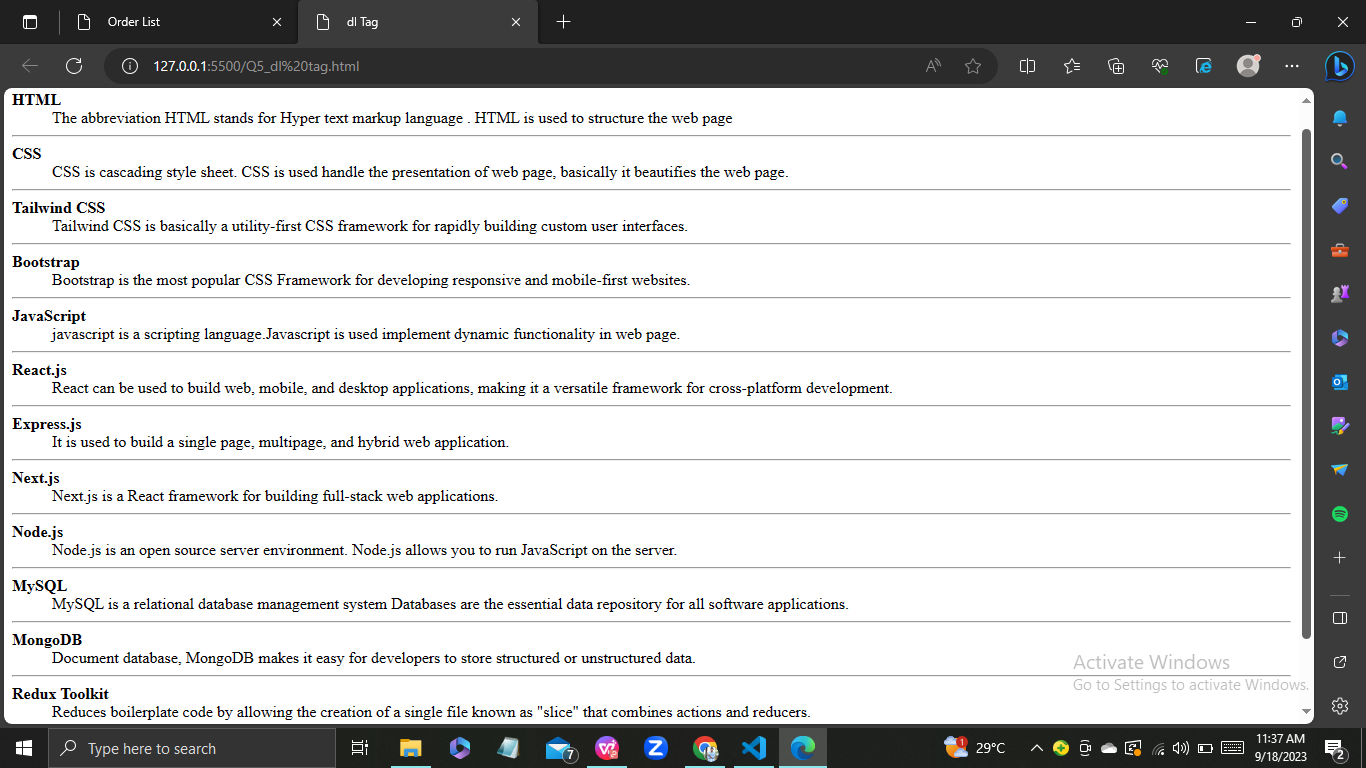 Order List
dl Tag
127.0.0.1:5500/Q5_dl%20tag.html
HTML
The abbreviation HTML stands for Hyper text markup language . HTML is used to structure the web page
CSS
CSS is cascading style sheet. CSS is used handle the presentation of web page, basically it beautifies the web page.
Tailwind CSS
Tailwind CSS is basically a utility-first CSS framework for rapidly building custom user interfaces.
Bootstrap
Bootstrap is the most popular CSS Framework for developing responsive and mobile-first websites.
JavaScript
javascript is a scripting language.Javascript is used implement dynamic functionality in web page.
React.js
React can be used to build web, mobile, and desktop applications, making it a versatile framework for cross-platform development.
Express.js
It is used to build a single page, multipage, and hybrid web application.
Next.js
Next.js is a React framework for building full-stack web applications.
Node.js
Node.js is an open source server environment. Node.js allows you to run JavaScript on the server.
MySQL
MySQL is a relational database management system Databases are the essential data repository for all software applications.
MongoDB
Document database, MongoDB makes it easy for developers to store structured or unstructured data.
Activate Windows
Go to Settings to activate Windows.
Redux Toolkit
Reduces boilerplate code by allowing the creation of a single file known as "slice" that combines actions and reducers.
Type here to search
7
1
29°C
11:37 AM
9/18/2023
2